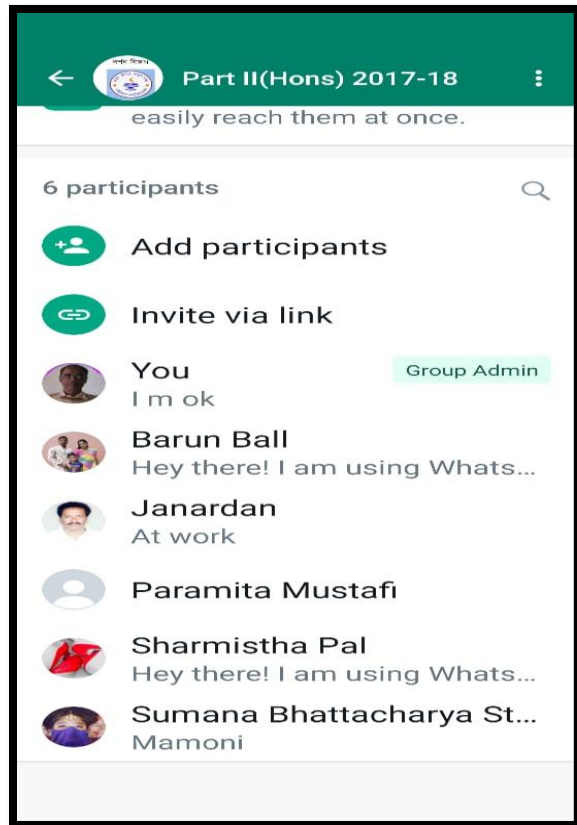 Part II(Hons) 2017-18
easily reach them at once.
6 participants
Add participants
Invite via link
You
Group Admin
I m ok
Barun Ball
Hey there! I am using Whats...
Janardan
At work
Paramita Mustafi
Sharmistha Pal
Hey there! I am using Whats...
Sumana Bhattacharya St...
Mamoni